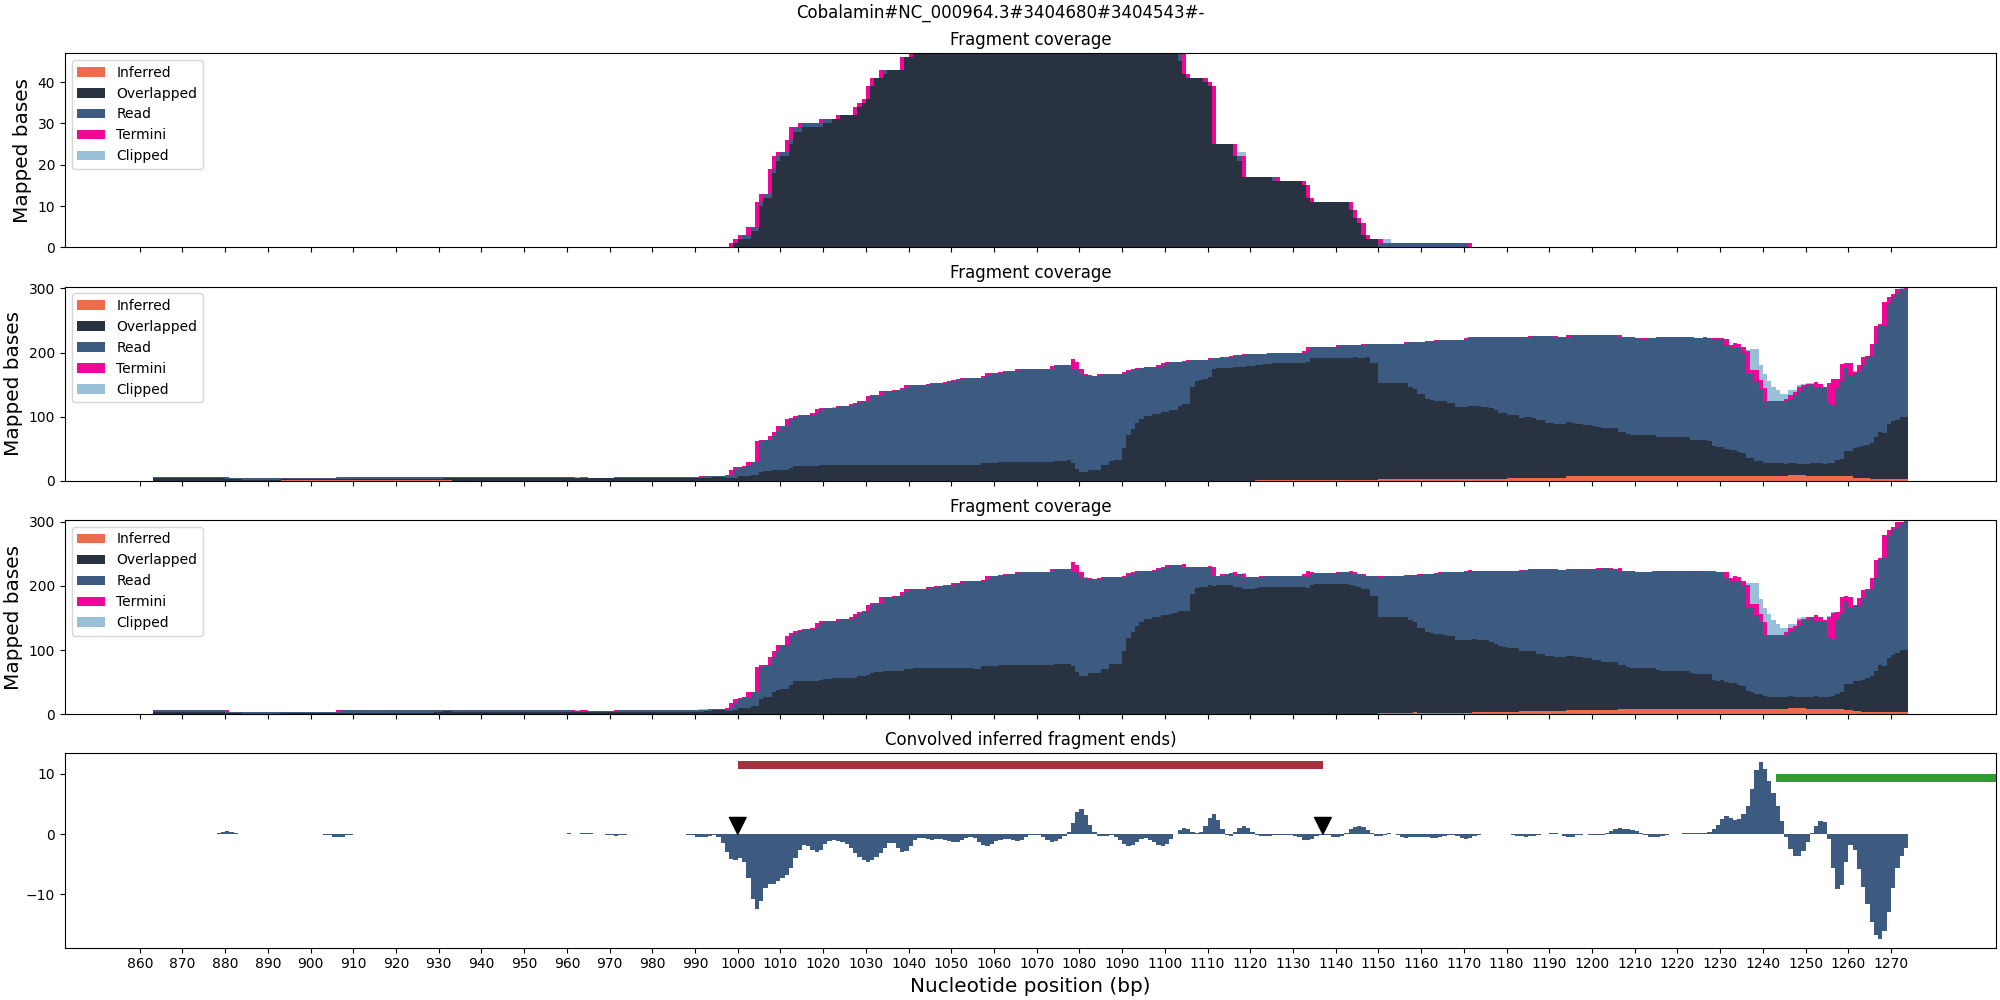 Cobalamin#NC_000964.3#3404680#3404543#-
Fragment coverage
Mapped bases
40
30
20
10
0
Inferred
Overlapped
Read
Termini
Clipped
Fragment coverage
Mapped bases
300
200
100
0
Inferred
Overlapped
Read
Termini
Clipped
Fragment coverage
Mapped bases
300
200
100
0
Inferred
Overlapped
Read
Termini
Clipped
Convolved inferred fragment ends)
10
0
−10
860 870 880 890 900 910 920 930 940 950 960 970 980 990 1000 1010 1020 1030 1040 1050 1060 1070 1080 1090 1100 1110 1120 1130 1140 1150 1160 1170 1180 1190 1200 1210 1220 1230 1240 1250 1260 1270
Nucleotide position (bp)